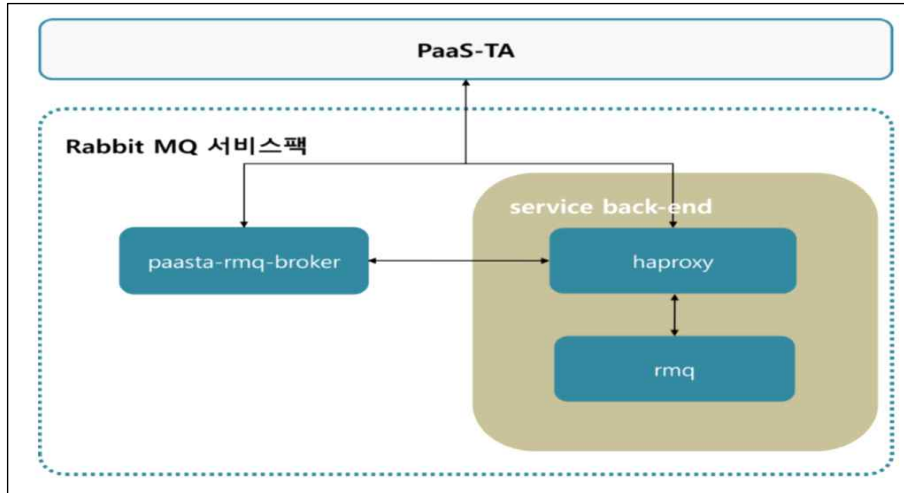 PaaS-TA
Rabbit MQ 서비스팩
service back-end
paasta-rmq-broker
haproxy
rmq